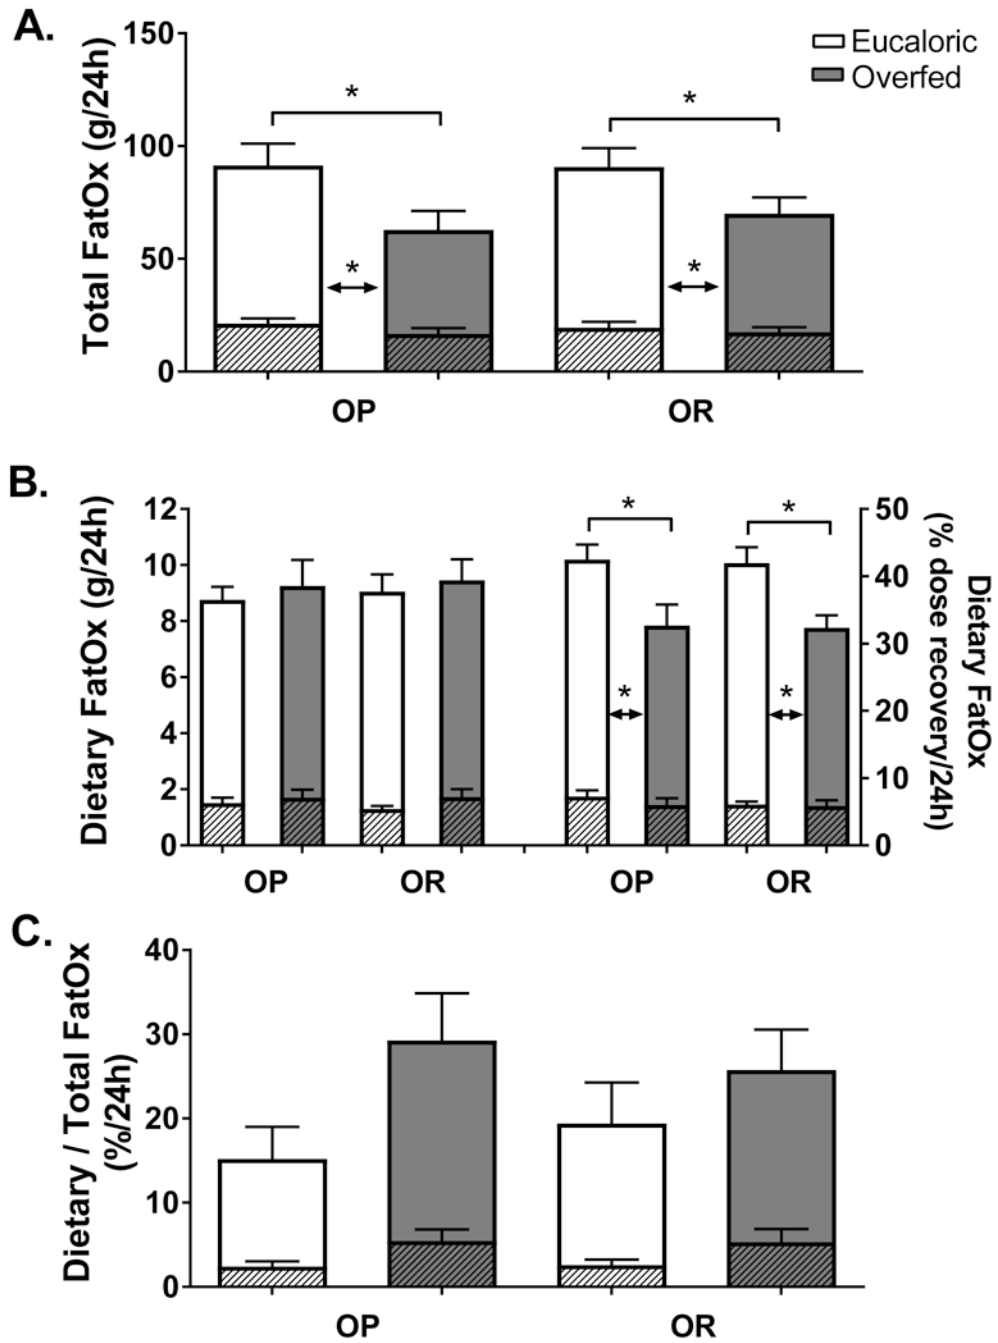 A.
Total FatOx (g/24h)
150
100
50
0
Eucaloric
Overfed
*
*
*
*
OP
OR
B.
Dietary FatOx (g/24h)
12
10
8
6
4
2
0
*
*
*
*
50
40
30
20
10
0
Dietary FatOx
(% dose recovery/24h)
OP
OR
OP
OR
C.
Dietary / Total FatOx
(%/24h)
40
30
20
10
0
OP
OR